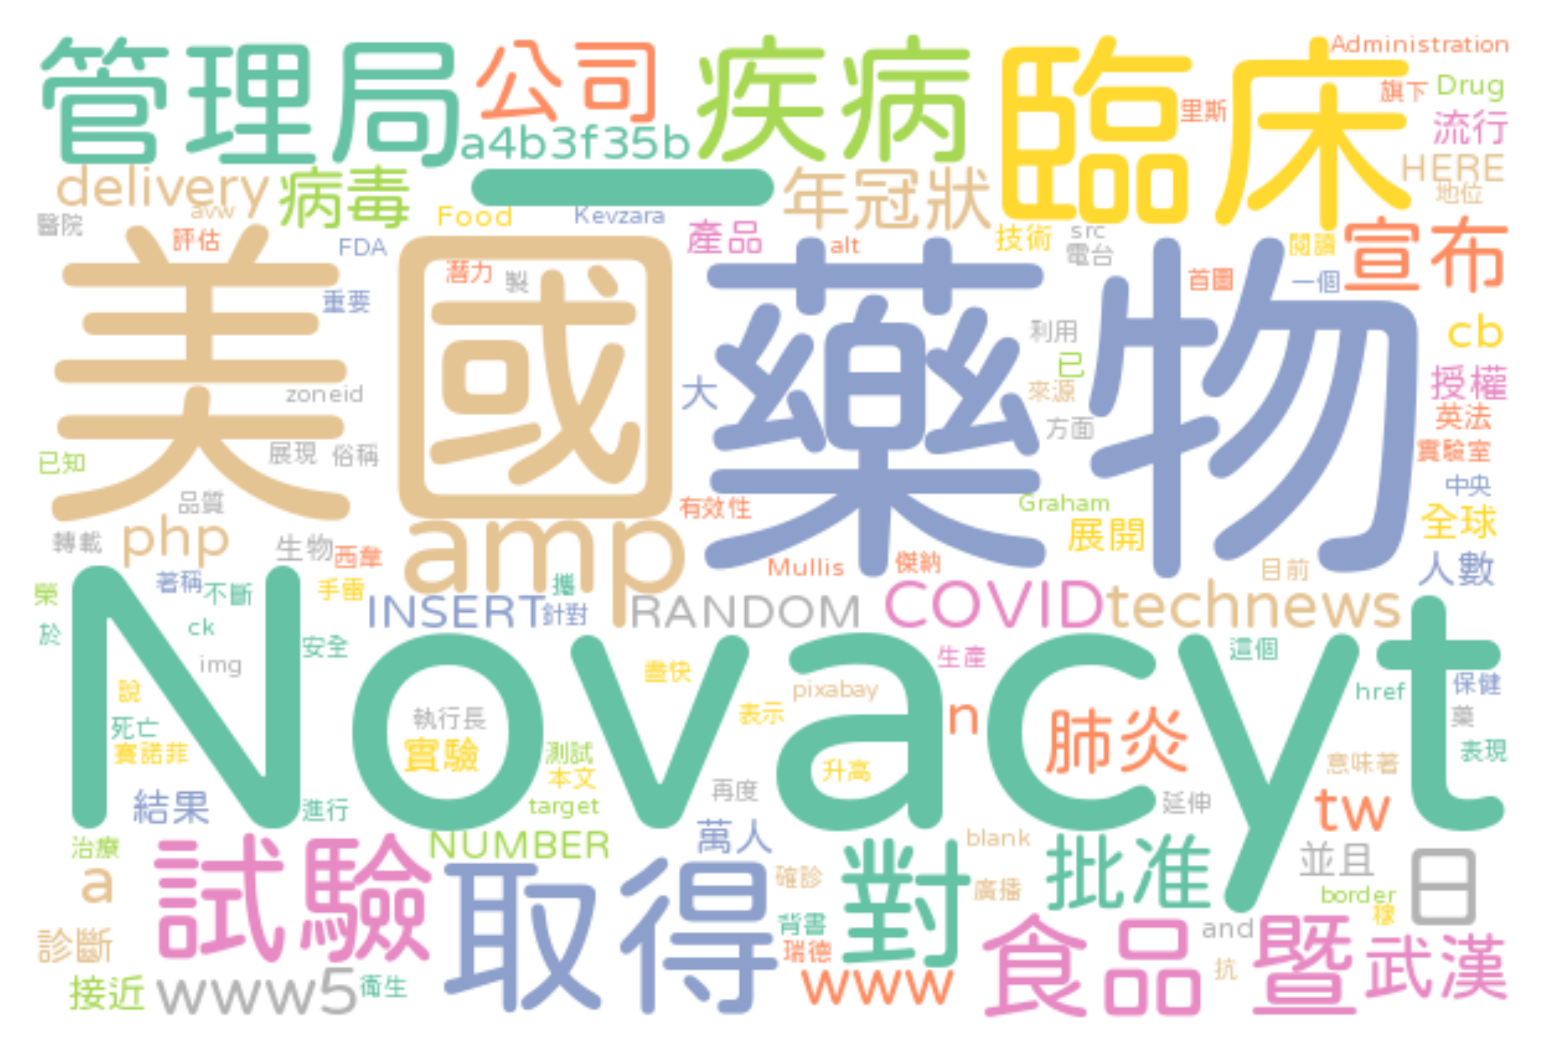 管理局 公司 疾病 臨床 Administration
旗下 Drug
里斯 流行
a4b3f35b
一 HERE
delivery 病毒 年冠狀 地位
醫院 avw Food Kevzara
評估 FDA 產品 alt 技術 src 閱讀 宣布
電台
潛力 製 首圖 一個
重要
美國 藥物
利用 cb
已
zoneid 大 來源 授權
方面 英法
已知 展現 俗稱 實驗室
中央
品質 有效性 Graham
php 展開 全球
轉載 生物 西韋 amp Mullis 傑納 目前 人數
榮 著稱 不斷 手雷 攜
INSERT 針對 RANDOM COVID technews
於 ck
安全 生產 這個
img 盡快
Novacyt
說 pixabay href 保健
死亡 執行長 表示 n 藥
賽諾菲 實驗 測試 肺炎 表現
本文 升高 意味著
結果 進行 target 再度 延伸 tw
治療 NUMBER 萬人 blank
試驗 取得 對 批准 並且 日
a 確診 廣播 border
診斷 背書 and 穆
瑞德 食品 暨 武漢
接近 www5 衛生 www 抗